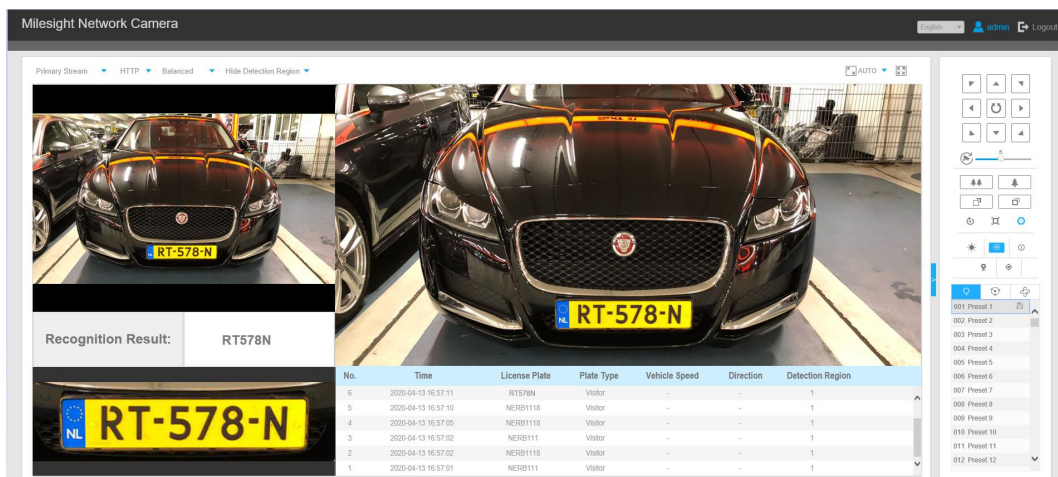 Milesight Network Camera
English admin Logout
Primary Stream HTTP Balanced Hide Detection Region AUTO
RT-578-N
NL RT-578-N
5
Recognition Result: RT578N
NL RT-578-N
No. Time License Plate Plate Type Vehicle Speed Direction Detection Region
6 2020-04-13 16:57:11 RT578N Visitor - - 1
5 2020-04-13 16:57:10 NERB1118 Visitor - - 1
4 2020-04-13 16:57:05 NERB1118 Visitor - - 1
3 2020-04-13 16:57:02 NERB111 Visitor - - 1
2 2020-04-13 16:57:02 NERB1118 Visitor - - 1
1 2020-04-13 16:57:01 NERB111 Visitor - - 1
001 Preset 1
002 Preset 2
003 Preset 3
004 Preset 4
005 Preset 5
006 Preset 6
007 Preset 7
008 Preset 8
009 Preset 9
010 Preset 10
011 Preset 11
012 Preset 12